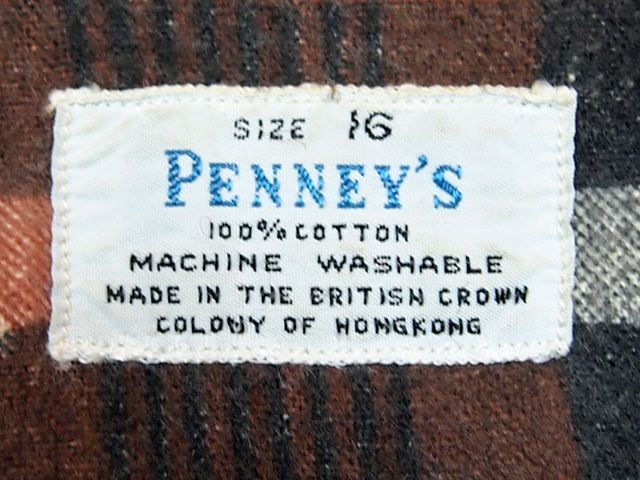 SIZE 16
PENNEY'S
100% COTTON
MACHINE WASHABLE
MADE IN THE BRITISH CROWN
COLONY OF HONGKONG